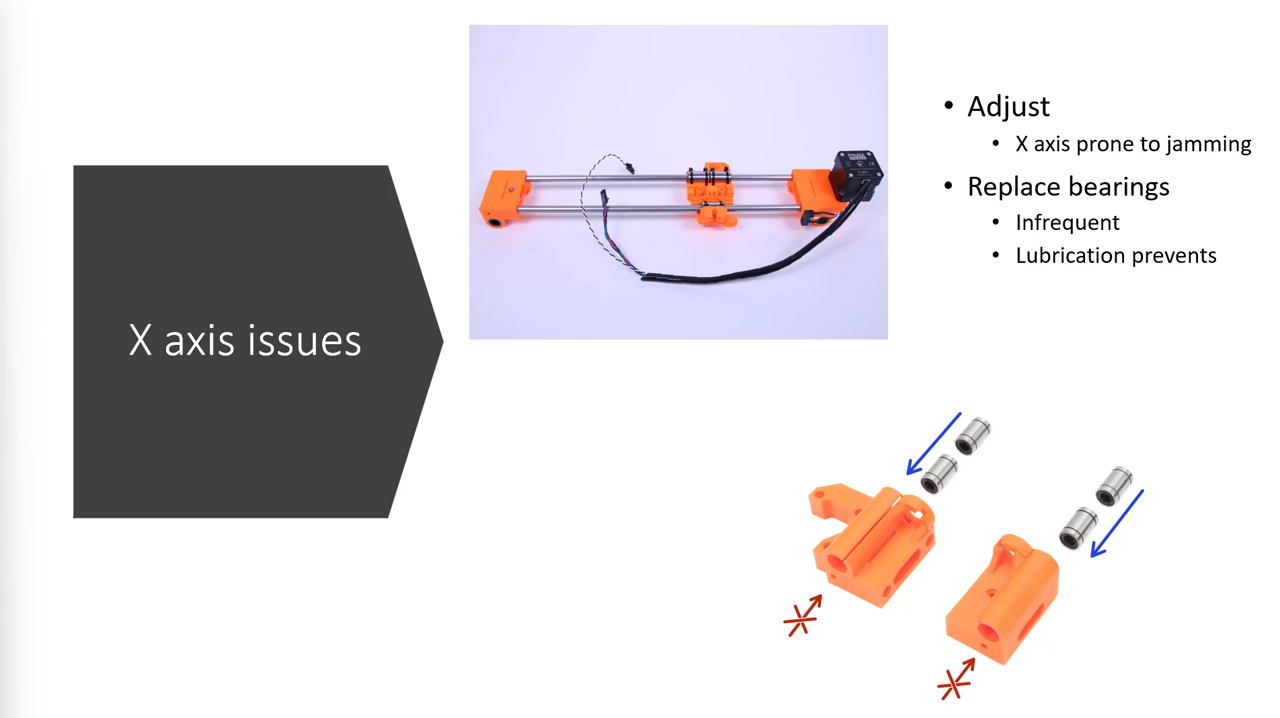 X axis issues
Adjust
X axis prone to jamming
Replace bearings
Infrequent
Lubrication prevents